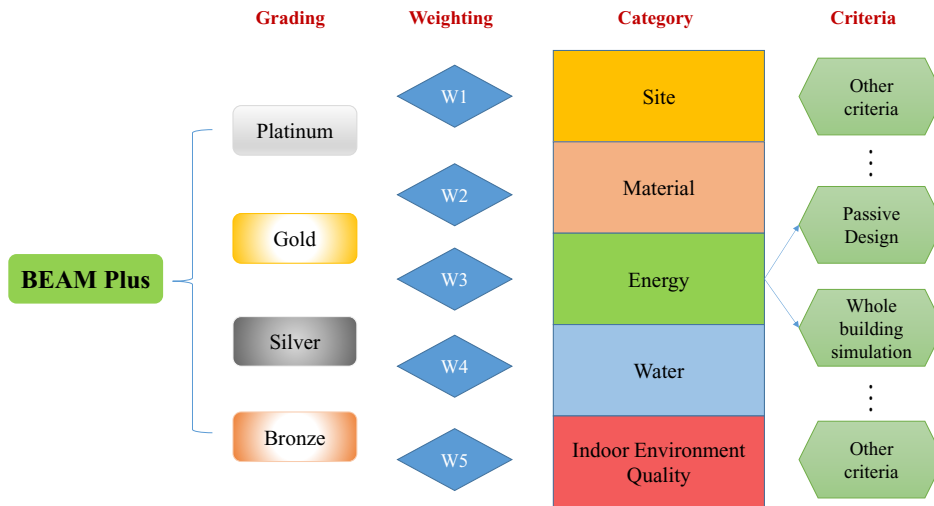 Grading
Weighting
Category
Criteria
BEAM Plus
Platinum
Gold
Silver
Bronze
W1
W2
W3
W4
W5
Site
Material
Energy
Water
Indoor Environment
Quality
Other
criteria
Passive
Design
Whole
building
simulation
Other
criteria